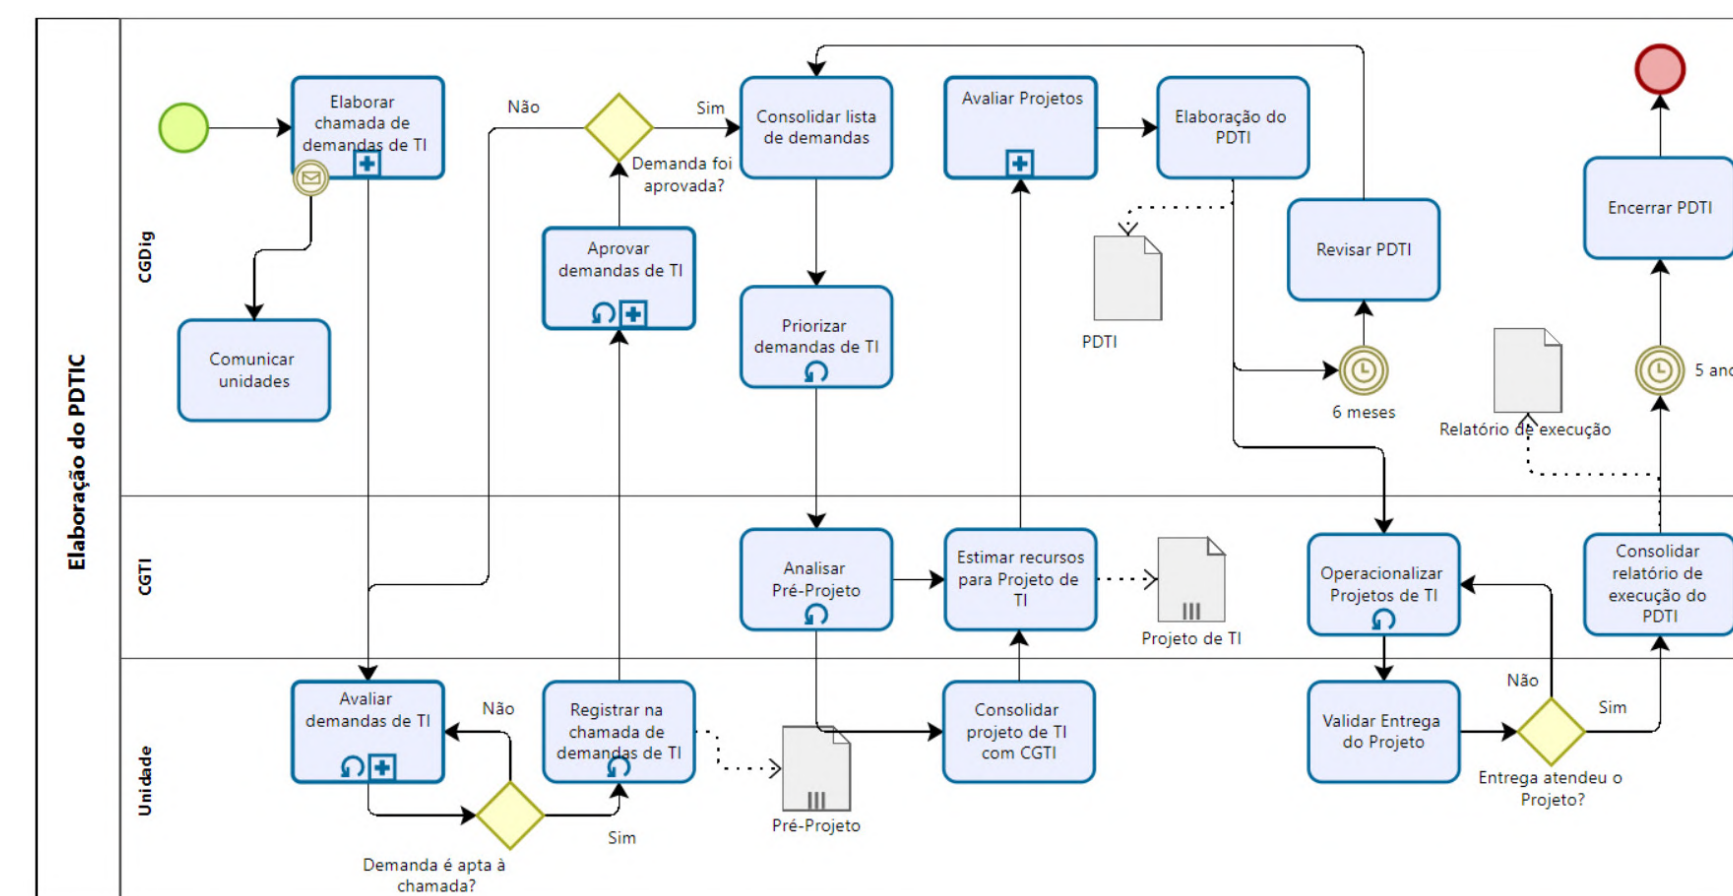 Elaboração do PDTIC
CGDig
Elaborar
chamada de
demandas de TI
Comunicar
unidades
Não
Sim
Demanda foi
aprovada?
Aprovar
demandas de TI
Consolidar lista
de demandas
Priorizar
demandas de TI
Avaliar Projetos
Elaboração do
PDTI
PDTI
Revisar PDTI
6 meses
Relatório de execução
Encerrar PDTI
5
CGTI
Analisar
Pré-Projeto
Estimar recursos
para Projeto de
TI
Projeto de TI
Operacionalizar
Projetos de TI
Consolidar
relatório de
execução do
PDTI
Unidade
Avaliar
demandas de TI
Não
Sim
Demanda é apta à
chamada?
Registrar na
chamada de
demandas de TI
Pré-Projeto
Consolidar
projeto de TI
com CGTI
Validar Entrega
do Projeto
Não
Sim
Entrega atendeu o
Projeto?